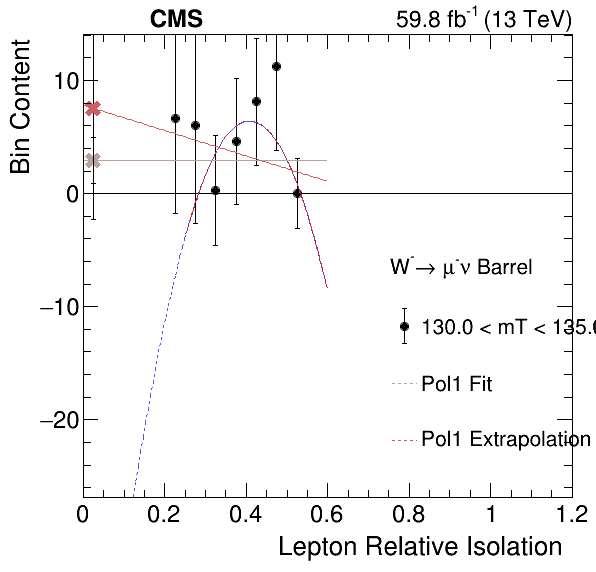 CMS
59.8 fb⁻¹ (13 TeV)
Bin Content
10
0
−10
−20
W⁻→ μ⁻ν Barrel
130.0 < mT < 135.0
Pol1 Fit
Pol1 Extrapolation
0 0.2 0.4 0.6 0.8 1 1.2
Lepton Relative Isolation